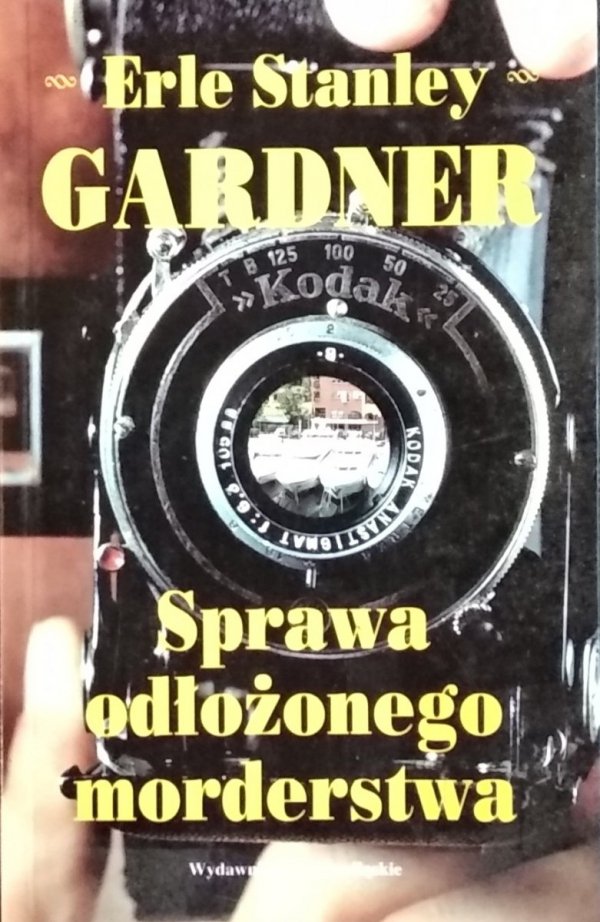 Erle Stanley
GARDNER
T B 125 100 50 25
»Kodak«
KODAK ANASTIGMAT f:6,3 105
Sprawa
odłożonego
morderstwa